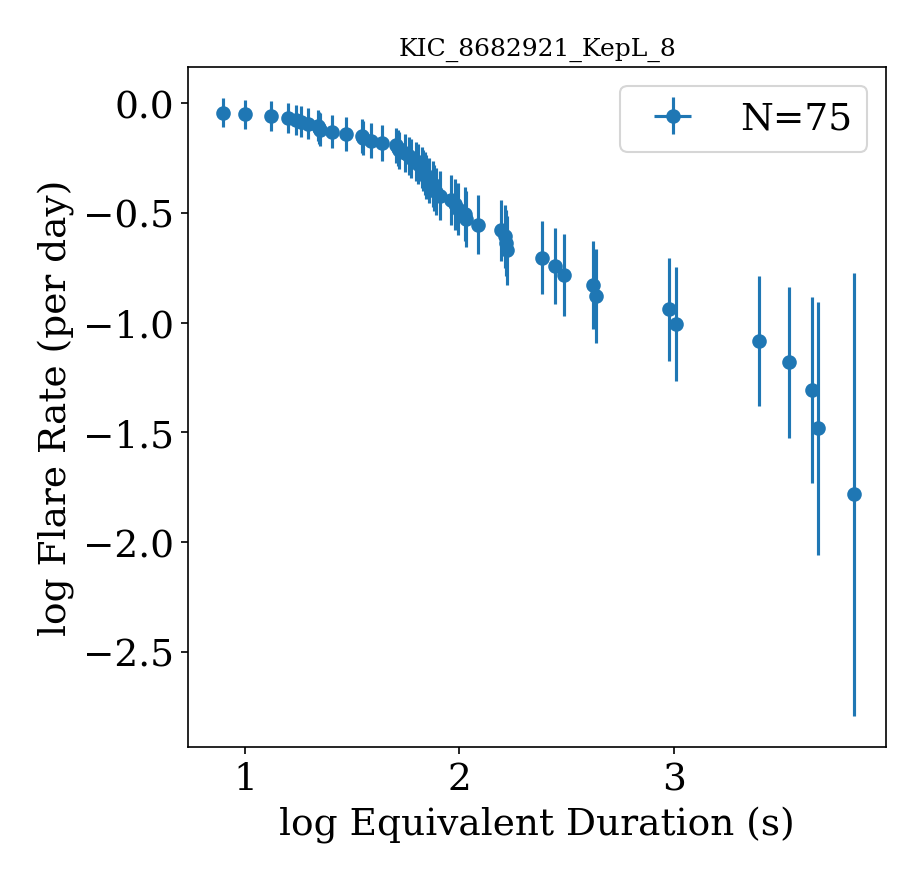 KIC_8682921_KepL_8
N=75
log Flare Rate (per day)
0.0
−0.5
−1.0
−1.5
−2.0
−2.5
1 2 3
log Equivalent Duration (s)